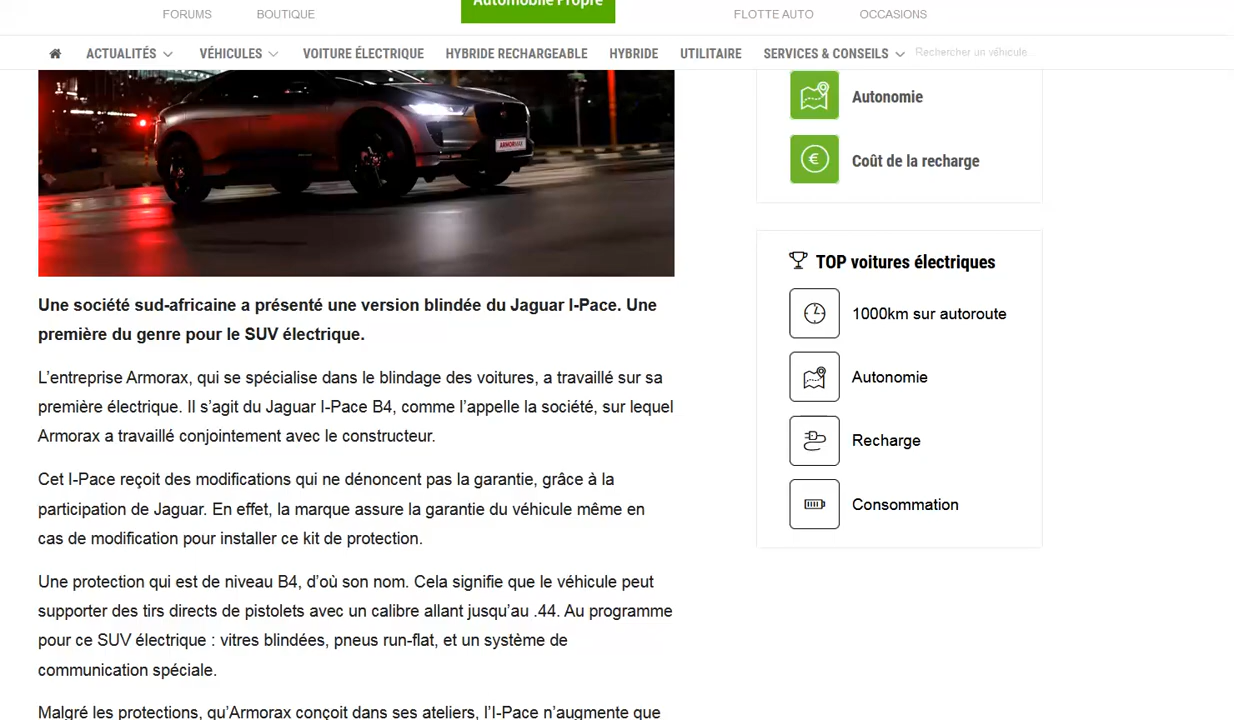 Automobile Propre
FORUMS
BOUTIQUE
FLOTTE AUTO
OCCASIONS
ACTUALITÉS
VÉHICULES
VOITURE ÉLECTRIQUE
HYBRIDE RECHARGEABLE
HYBRIDE
UTILITAIRE
SERVICES & CONSEILS
Rechercher un véhicule...
ARMORMAX
Une société sud-africaine a présenté une version blindée du Jaguar I-Pace. Une
première du genre pour le SUV électrique.
L’entreprise Armorax, qui se spécialise dans le blindage des voitures, a travaillé sur sa
première électrique. Il s’agit du Jaguar I-Pace B4, comme l’appelle la société, sur lequel
Armorax a travaillé conjointement avec le constructeur.
Cet I-Pace reçoit des modifications qui ne dénoncent pas la garantie, grâce à la
participation de Jaguar. En effet, la marque assure la garantie du véhicule même en
cas de modification pour installer ce kit de protection.
Une protection qui est de niveau B4, d’où son nom. Cela signifie que le véhicule peut
supporter des tirs directs de pistolets avec un calibre allant jusqu’au .44. Au programme
pour ce SUV électrique : vitres blindées, pneus run-flat, et un système de
communication spéciale.
Malgré les protections, qu’Armorax conçoit dans ses ateliers, l’I-Pace n’augmente que
Autonomie
Coût de la recharge
TOP voitures électriques
1000km sur autoroute
Autonomie
Recharge
Consommation